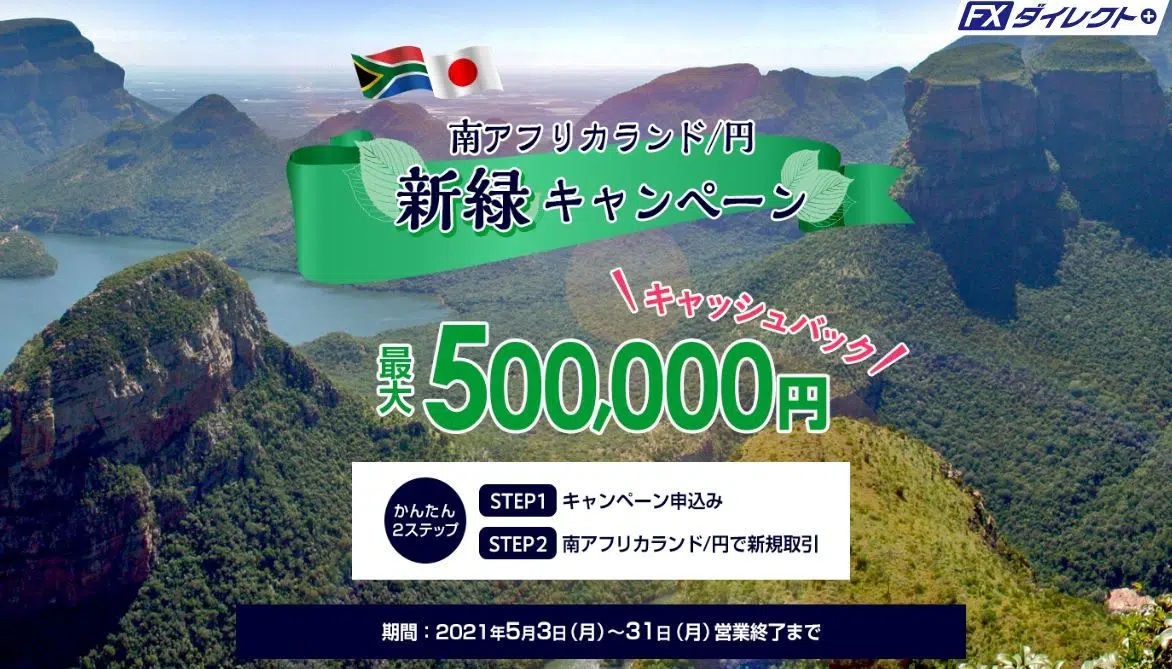 FXダイレクト+
南アフリカランド/円
新緑キャンペーン
キャッシュバック
最大500,000円
かんたん
2ステップ
STEP1 キャンペーン申込み
STEP2 南アフリカランド/円で新規取引
期間：2021年5月3日（月）～31日（月）営業終了まで